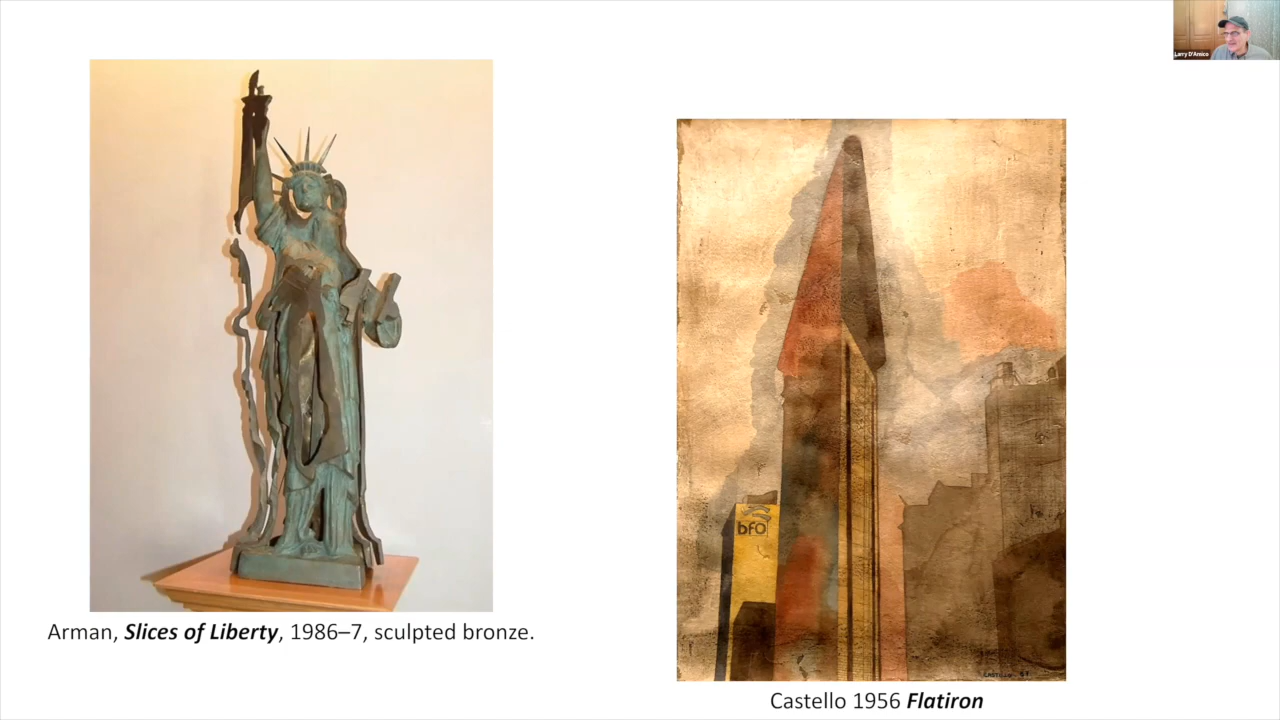 Larry D'Amico
bfo
Arman, Slices of Liberty, 1986–7, sculpted bronze.
Castello 1956 Flatiron